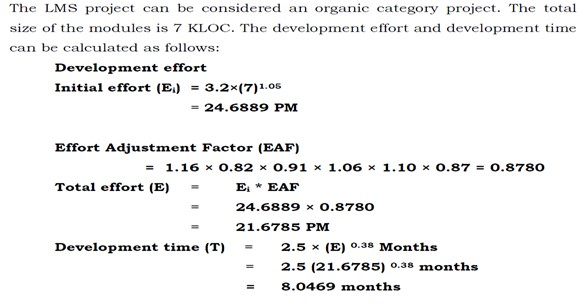 The LMS project can be considered an organic category project. The total
size of the modules is 7 KLOC. The development effort and development time
can be calculated as follows:
Development effort
Initial effort (Eᵢ) = 3.2×(7)¹·⁰⁵
= 24.6889 PM
Effort Adjustment Factor (EAF)
= 1.16 × 0.82 × 0.91 × 1.06 × 1.10 × 0.87 = 0.8780
Total effort (E) = Eᵢ * EAF
= 24.6889 × 0.8780
= 21.6785 PM
Development time (T) = 2.5 × (E) ⁰·³⁸ Months
= 2.5 (21.6785) ⁰·³⁸ months
= 8.0469 months